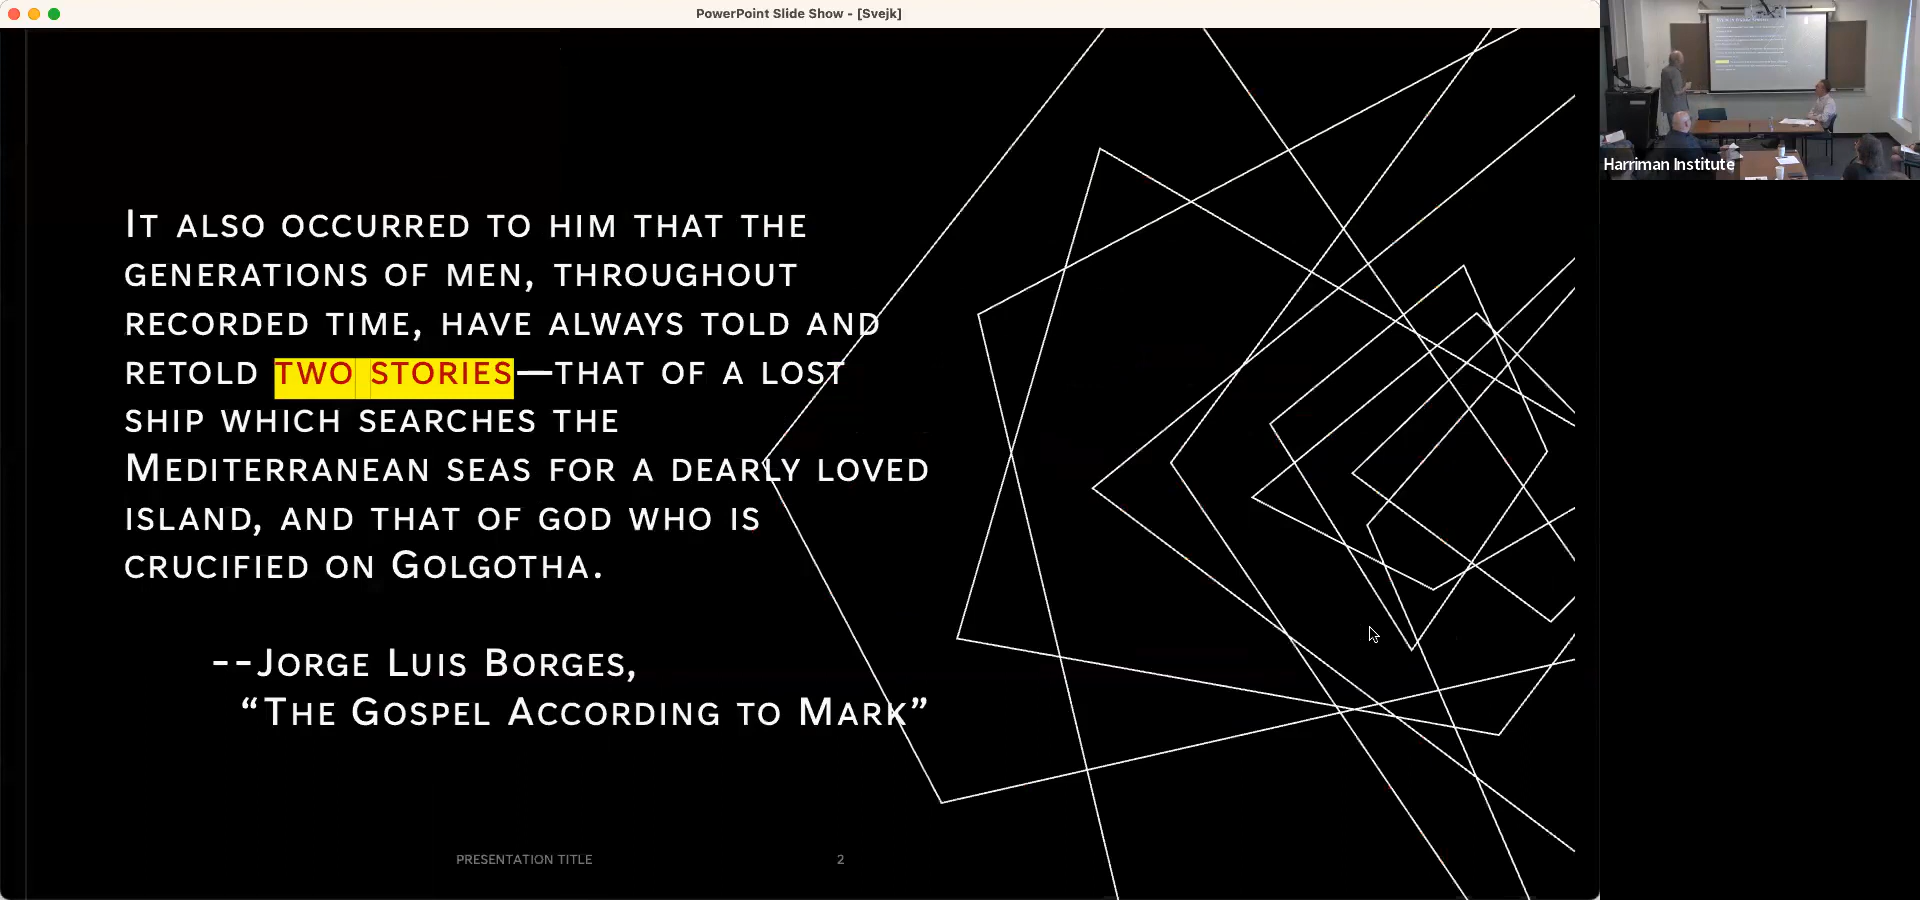 PowerPoint Slide Show - [Svejk]
It also occurred to him that the
generations of men, throughout
recorded time, have always told and
retold two stories—that of a lost
ship which searches the
Mediterranean seas for a dearly loved
island, and that of god who is
crucified on Golgotha.
--Jorge Luis Borges,
“The Gospel According to Mark”
PRESENTATION TITLE
2
Harriman Institute